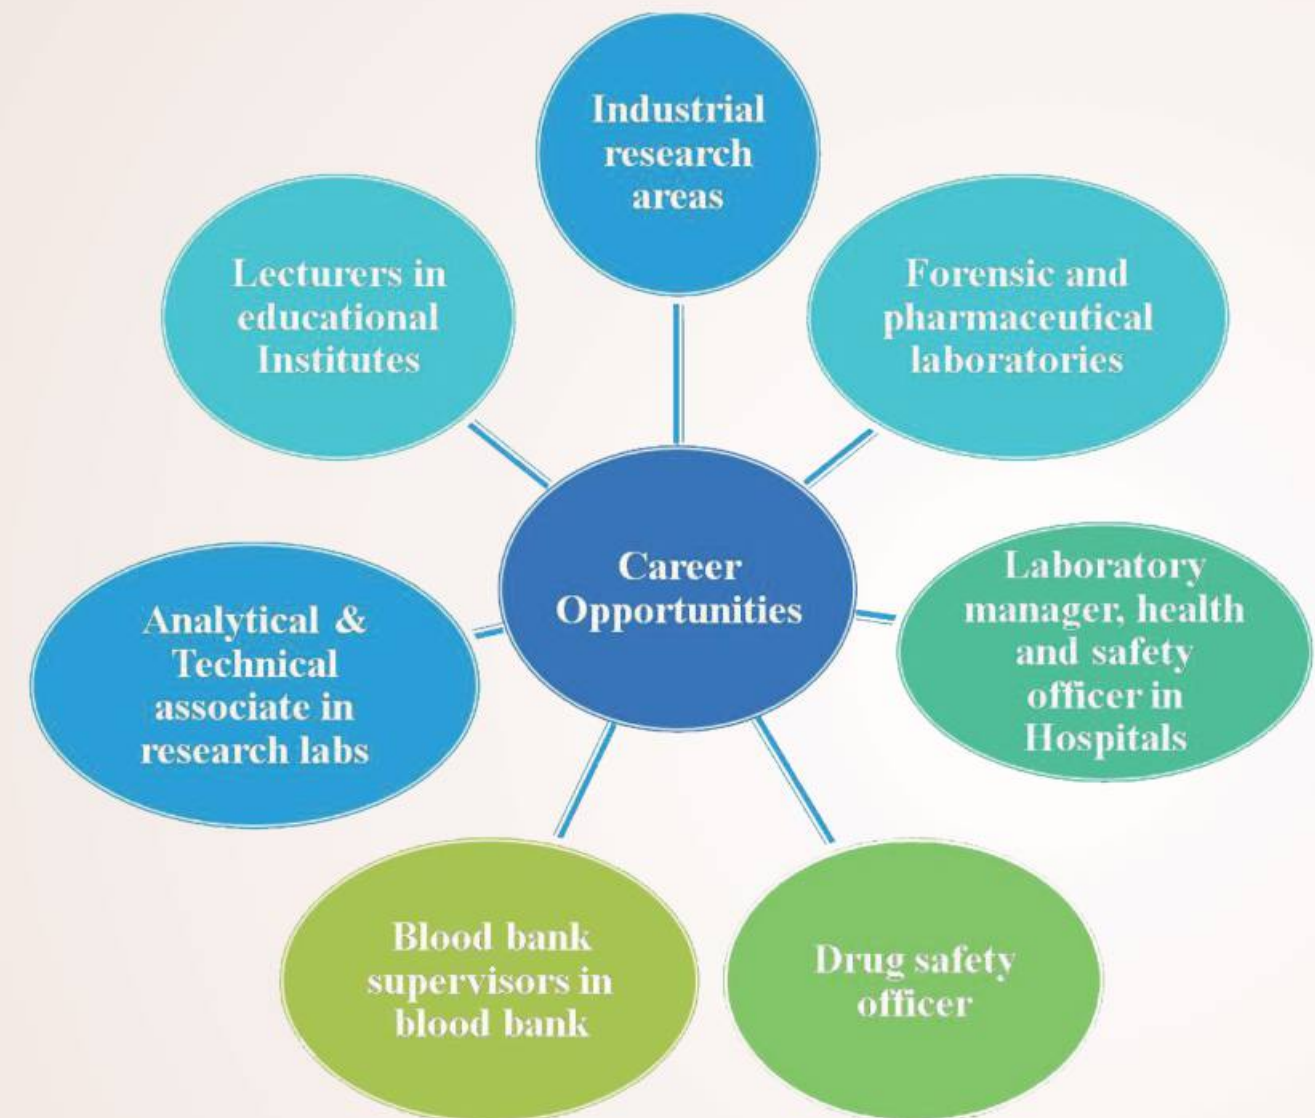 Industrial
research
areas
Forensic and
pharmaceutical
laboratories
Laboratory
manager, health
and safety
officer in
Hospitals
Drug safety
officer
Blood bank
supervisors in
blood bank
Analytical &
Technical
associate in
research labs
Lecturers in
educational
Institutes
Career
Opportunities